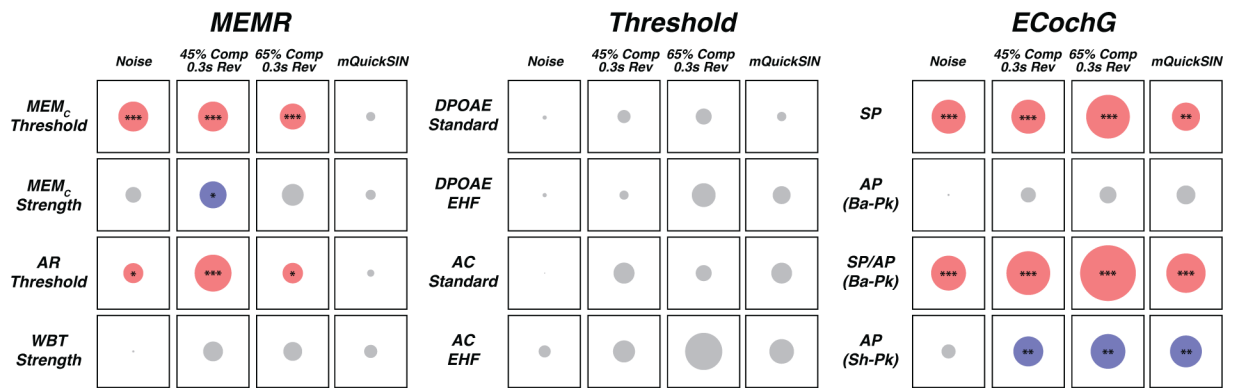 MEMR
Threshold
ECochG
Noise
45% Comp
0.3s Rev
65% Comp
0.3s Rev
mQuickSIN
Noise
45% Comp
0.3s Rev
65% Comp
0.3s Rev
mQuickSIN
Noise
45% Comp
0.3s Rev
65% Comp
0.3s Rev
mQuickSIN
MEMC
Threshold
***
***
***
DPOAE
Standard
SP
***
***
***
**
MEMC
Strength
*
DPOAE
EHF
AP
(Ba-Pk)
AR
Threshold
*
***
*
AC
Standard
SP/AP
(Ba-Pk)
***
***
***
***
WBT
Strength
AC
EHF
AP
(Sh-Pk)
**
**
**